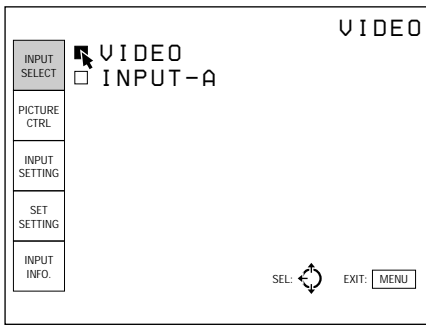 VIDEO
INPUT
SELECT
VIDEO
INPUT-A
PICTURE
CTRL
INPUT
SETTING
SET
SETTING
INPUT
INFO.
SEL: EXIT: MENU